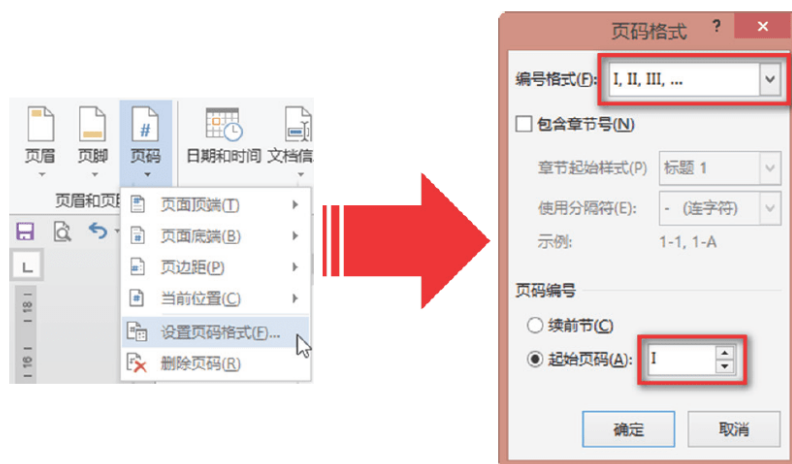 页眉 页脚 页码 日期和时间 文档信
#
页眉和页
L
18
16
页面顶端(T)
页面底端(B)
页边距(P)
当前位置(C)
设置页码格式(F)...
删除页码(R)
页码格式 ? ×
编号格式(F): I, II, III, ...
包含章节号(N)
章节起始样式(P) 标题 1
使用分隔符(E): - (连字符)
示例: 1-1, 1-A
页码编号
续前节(C)
起始页码(A): I
确定 取消